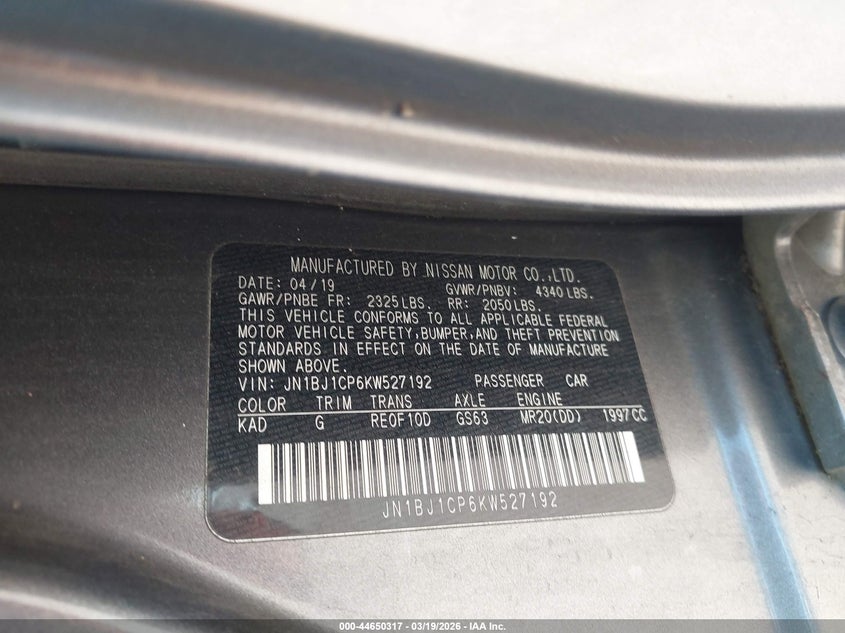 MANUFACTURED BY NISSAN MOTOR CO.,LTD.
DATE: 04/19 GVWR/PNBV: 4340 LBS.
GAWR/PNBE FR: 2325 LBS. RR: 2050 LBS.
THIS VEHICLE CONFORMS TO ALL APPLICABLE FEDERAL
MOTOR VEHICLE SAFETY, BUMPER, AND THEFT PREVENTION
STANDARDS IN EFFECT ON THE DATE OF MANUFACTURE
SHOWN ABOVE.
VIN: JN1BJ1CP6KW527192 PASSENGER CAR
COLOR TRIM TRANS AXLE ENGINE
KAD G RE0F10D GS63 MR20(DD) 1997CC
JN1BJ1CP6KW527192
000-44650317 - 03/19/2026 - IAA Inc.